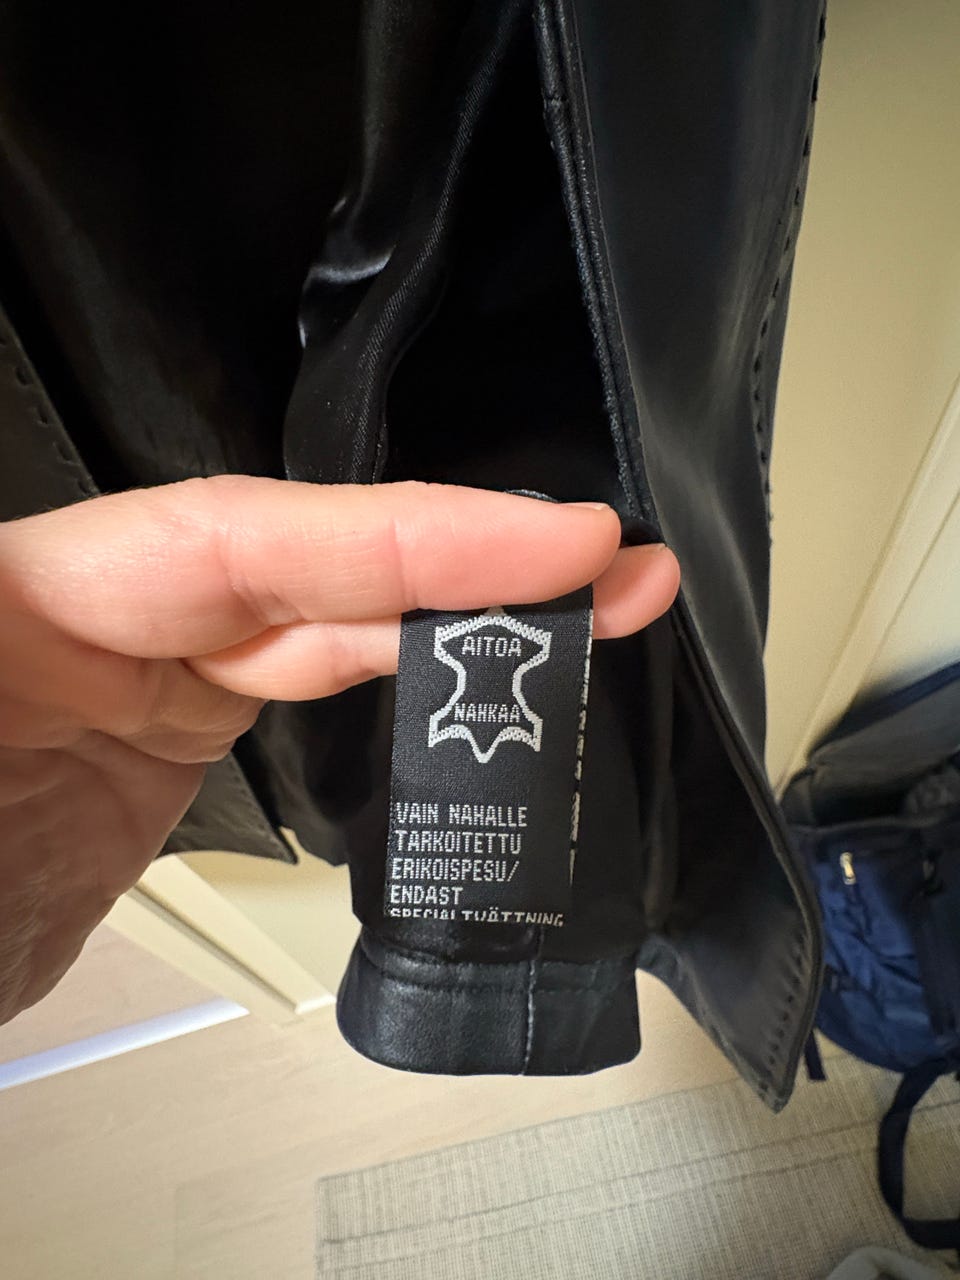 AITOA
NAHKAA
VAIN NAHALLE
TARKOITETTU
ERIKOISPESU/
ENDAST
SPECIALTVÄTTNING